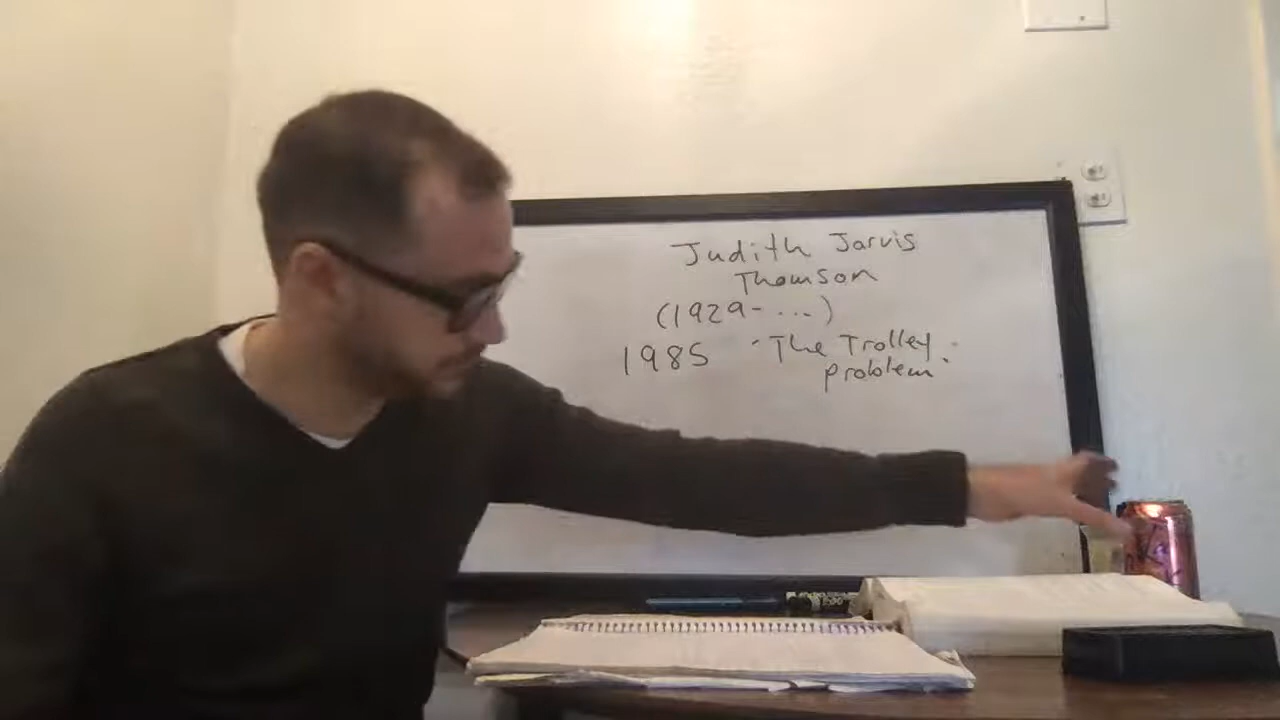 Judith Jarvis
Thomson
(1929- ...)
1985 "The Trolley
problem"